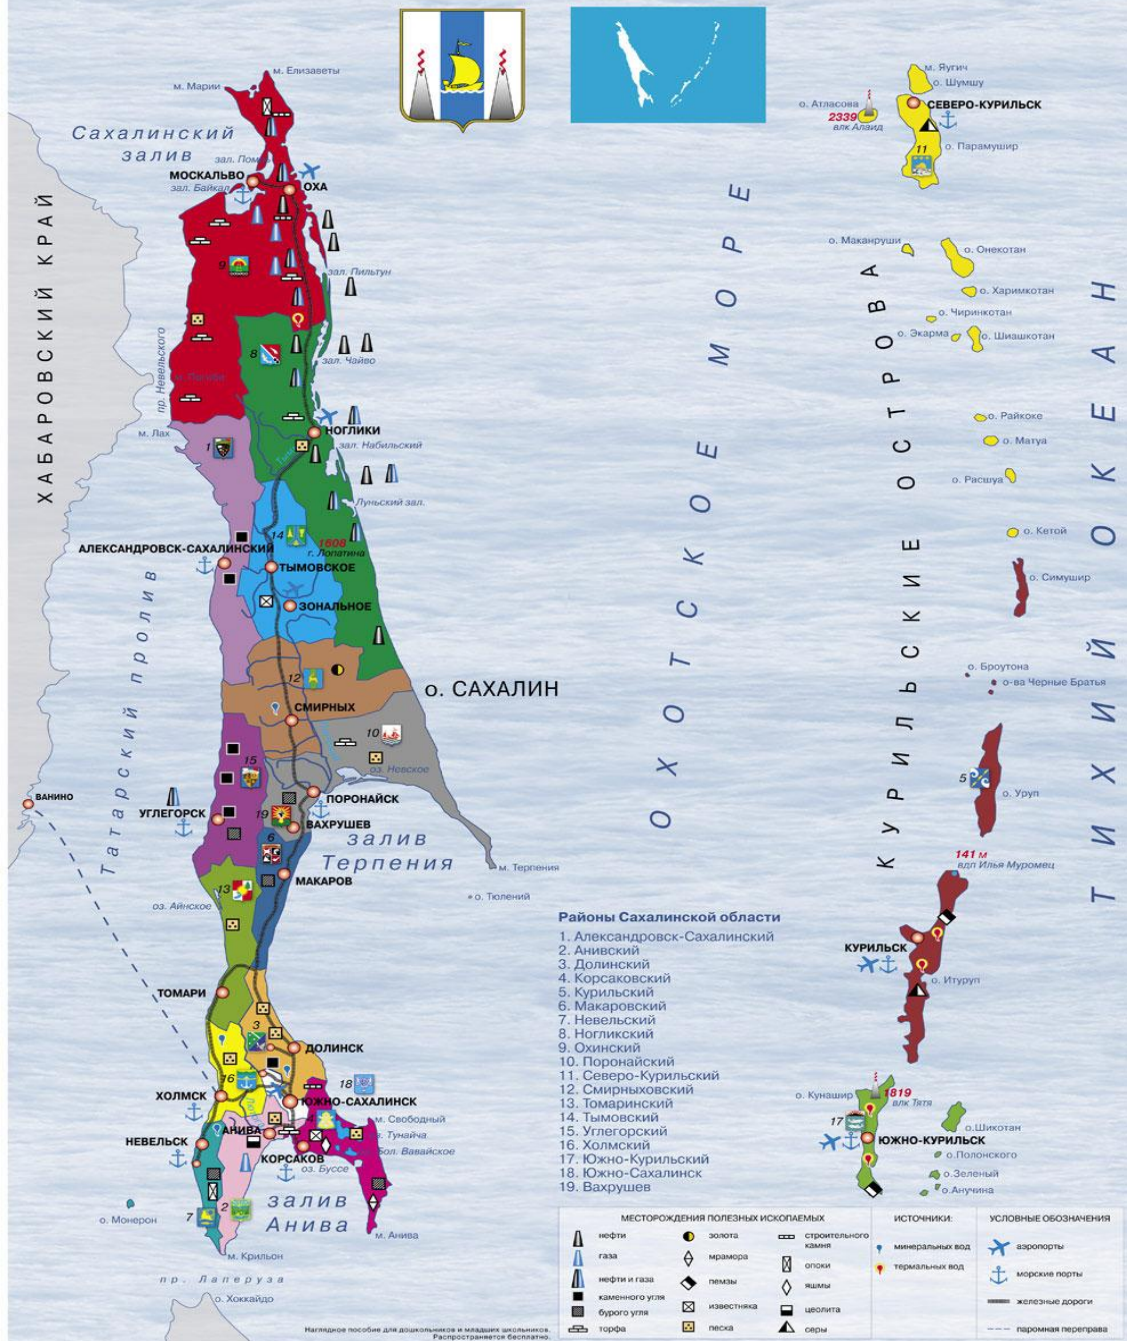 м. Елизаветы
м. Марии
Сахалинский
залив
МОСКАЛЬВО
зал. Байкал
ОХА
зал. Пильтун
зал. Чайво
пр. Невельского
м. Лах
НОГЛИКИ
зал. Набильский
Луньский зал.
1608
г. Лопатина
АЛЕКСАНДРОВСК-САХАЛИНСКИЙ
ТЫМОВСКОЕ
ЗОНАЛЬНОЕ
ХАБАРОВСКИЙ КРАЙ
Татарский пролив
о. САХАЛИН
СМИРНЫХ
оз. Невское
ВАНИНО
УГЛЕГОРСК
ПОРОНАЙСК
ВАХРУШЕВ
залив
Терпения
м. Терпения
о. Тюлений
МАКАРОВ
оз. Айнское
ТОМАРИ
ДОЛИНСК
ХОЛМСК
ЮЖНО-САХАЛИНСК
м. Свободный
НЕВЕЛЬСК
АНИВА
КОРСАКОВ
оз. Тунайча
Бол. Вавайское
оз. Буссе
залив
Анива
о. Монерон
м. Анива
м. Крильон
пр. Лаперуза
о. Хоккайдо
ОХОТСКОЕ МОРЕ
КУРИЛЬСКИЕ ОСТРОВА
ТИХИЙ ОКЕАН
м. Яугич
о. Шумшу
о. Атласова
2339
влк Алаид
СЕВЕРО-КУРИЛЬСК
о. Парамушир
о. Маканруши
о. Онекотан
о. Харимкотан
о. Чиринкотан
о. Экарма
о. Шиашкотан
о. Райкоке
о. Матуа
о. Расшуа
о. Кетой
о. Симушир
о. Броутона
о-ва Черные Братья
о. Уруп
141 м
вдп Илья Муромец
КУРИЛЬСК
о. Итуруп
о. Кунашир
1819
влк Тятя
о. Шикотан
ЮЖНО-КУРИЛЬСК
о. Полонского
о. Зеленый
о. Анучина
Районы Сахалинской области
1. Александровск-Сахалинский
2. Анивский
3. Долинский
4. Корсаковский
5. Курильский
6. Макаровский
7. Невельский
8. Ногликский
9. Охинский
10. Поронайский
11. Северо-Курильский
12. Смирныховский
13. Томаринский
14. Тымовский
15. Углегорский
16. Холмский
17. Южно-Курильский
18. Южно-Сахалинск
19. Вахрушев
МЕСТОРОЖДЕНИЯ ПОЛЕЗНЫХ ИСКОПАЕМЫХ
нефти
газа
нефти и газа
каменного угля
бурого угля
торфа
золота
мрамора
пемзы
известняка
песка
строительного
камня
опоки
яшмы
цеолита
серы
ИСТОЧНИКИ:
минеральных вод
термальных вод
УСЛОВНЫЕ ОБОЗНАЧЕНИЯ
аэропорты
морские порты
железные дороги
паромная переправа
Наглядное пособие для дошкольников и младших школьников.
Распространяется бесплатно.